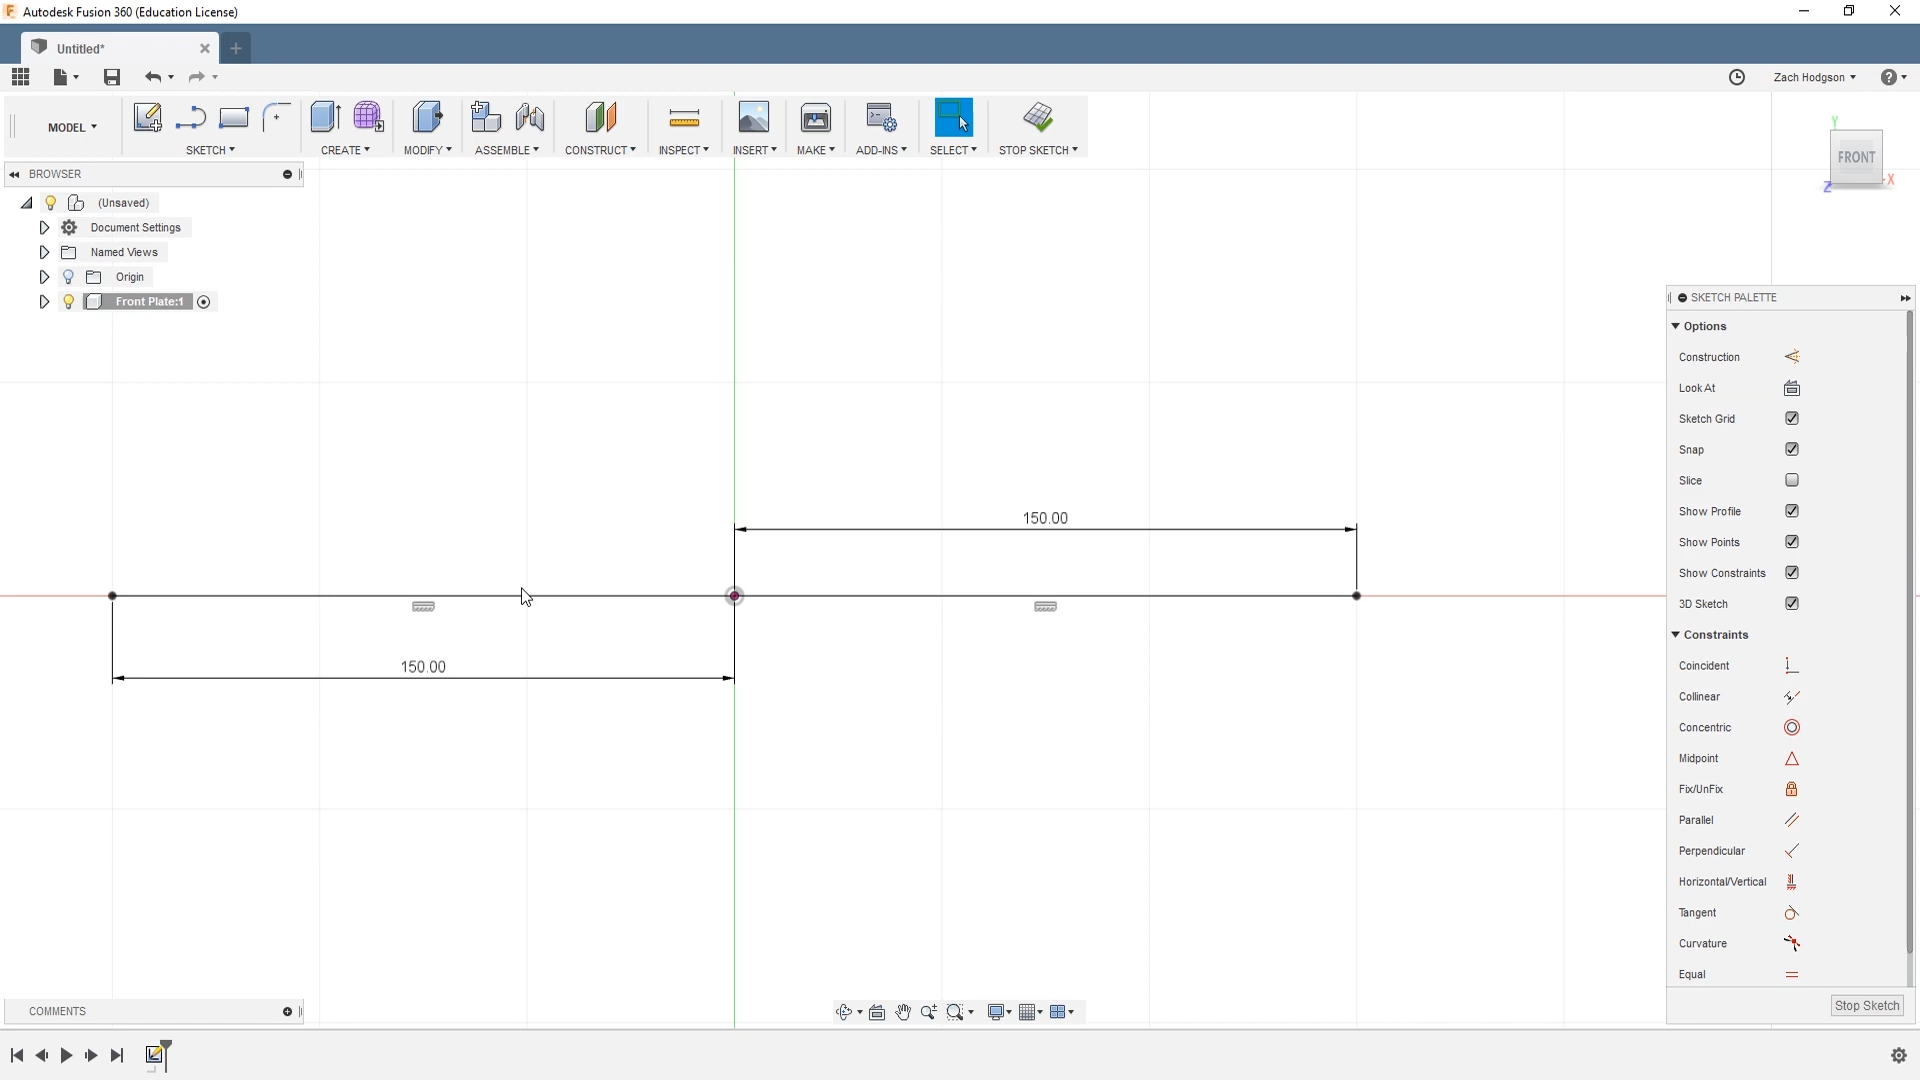 Autodesk Fusion 360 (Education License)
Untitled*
Zach Hodgson
MODEL
SKETCH
CREATE
MODIFY
ASSEMBLE
CONSTRUCT
INSPECT
INSERT
MAKE
ADD-INS
SELECT
STOP SKETCH
Y
FRONT
X
Z
BROWSER
(Unsaved)
Document Settings
Named Views
Origin
Front Plate:1
SKETCH PALETTE
Options
Construction
Look At
Sketch Grid
Snap
Slice
Show Profile
Show Points
Show Constraints
3D Sketch
Constraints
Coincident
Collinear
Concentric
Midpoint
Fix/UnFix
Parallel
Perpendicular
Horizontal/Vertical
Tangent
Curvature
Equal
Stop Sketch
150.00
150.00
COMMENTS